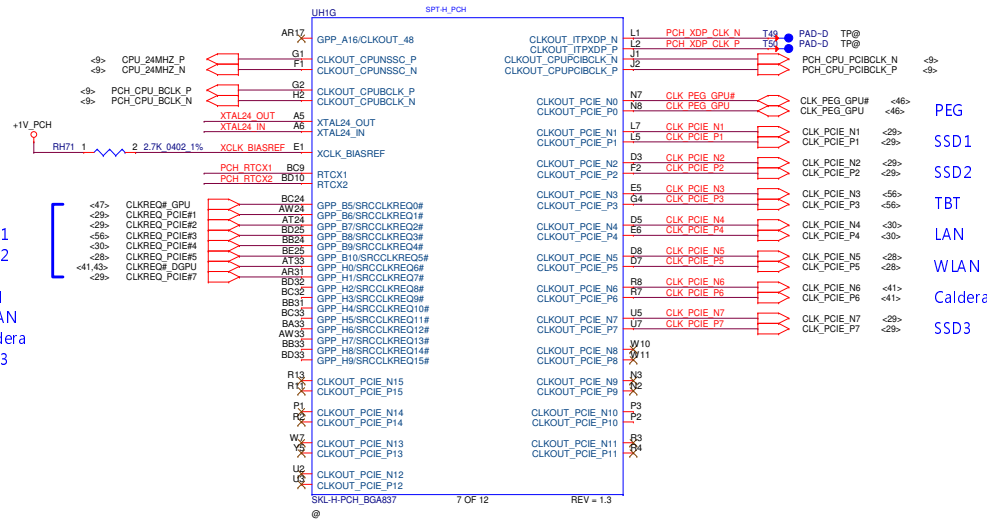 SPT-H_PCH
UH1G
AR17 GPP_A16/CLKOUT_48
CLKOUT_ITPXDP_N L1 PCH_XDP_CLK_N T49 PAD~D TP@
CLKOUT_ITPXDP_P L2 PCH_XDP_CLK_P T50 PAD~D TP@
<9> CPU_24MHZ_P G1 CLKOUT_CPUNSSC_P
<9> CPU_24MHZ_N F1 CLKOUT_CPUNSSC_N
CLKOUT_CPUPCIBCLK_N J1 PCH_CPU_PCIBCLK_N <9>
CLKOUT_CPUPCIBCLK_P J2 PCH_CPU_PCIBCLK_P <9>
<9> PCH_CPU_BCLK_P G2 CLKOUT_CPUBCLK_P
<9> PCH_CPU_BCLK_N H2 CLKOUT_CPUBCLK_N
CLKOUT_PCIE_N0 N7 CLK_PEG_GPU# CLK_PEG_GPU# <46>
CLKOUT_PCIE_P0 N8 CLK_PEG_GPU CLK_PEG_GPU <46>
PEG
XTAL24_OUT A5 XTAL24_OUT
XTAL24_IN A6 XTAL24_IN
+1V_PCH
CLKOUT_PCIE_N1 L7 CLK_PCIE_N1 CLK_PCIE_N1 <29>
CLKOUT_PCIE_P1 L5 CLK_PCIE_P1 CLK_PCIE_P1 <29>
SSD1
RH71 1 2 2.7K_0402_1% XCLK_BIASREF E1 XCLK_BIASREF
CLKOUT_PCIE_N2 D3 CLK_PCIE_N2 CLK_PCIE_N2 <29>
CLKOUT_PCIE_P2 F2 CLK_PCIE_P2 CLK_PCIE_P2 <29>
SSD2
PCH_RTCX1 BC9 RTCX1
PCH_RTCX2 BD10 RTCX2
CLKOUT_PCIE_N3 E5 CLK_PCIE_N3 CLK_PCIE_N3 <56>
CLKOUT_PCIE_P3 G4 CLK_PCIE_P3 CLK_PCIE_P3 <56>
TBT
<47> CLKREQ#_GPU BC24 GPP_B5/SRCCLKREQ0#
<29> CLKREQ_PCIE#1 AW24 GPP_B6/SRCCLKREQ1#
<29> CLKREQ_PCIE#2 AT24 GPP_B7/SRCCLKREQ2#
<56> CLKREQ_PCIE#3 BD25 GPP_B8/SRCCLKREQ3#
<30> CLKREQ_PCIE#4 BB24 GPP_B9/SRCCLKREQ4#
<28> CLKREQ_PCIE#5 BE25 GPP_B10/SRCCLKREQ5#
<41,43> CLKREQ#_DGPU AT33 GPP_H0/SRCCLKREQ6#
<29> CLKREQ_PCIE#7 AR31 GPP_H1/SRCCLKREQ7#
BD32 GPP_H2/SRCCLKREQ8#
BC32 GPP_H3/SRCCLKREQ9#
BB31 GPP_H4/SRCCLKREQ10#
BC33 GPP_H5/SRCCLKREQ11#
BA33 GPP_H6/SRCCLKREQ12#
AW33 GPP_H7/SRCCLKREQ13#
BB33 GPP_H8/SRCCLKREQ14#
BD33 GPP_H9/SRCCLKREQ15#
1
2
AN
dera
3
CLKOUT_PCIE_N4 D5 CLK_PCIE_N4 CLK_PCIE_N4 <30>
CLKOUT_PCIE_P4 E6 CLK_PCIE_P4 CLK_PCIE_P4 <30>
LAN
CLKOUT_PCIE_N5 D8 CLK_PCIE_N5 CLK_PCIE_N5 <28>
CLKOUT_PCIE_P5 D7 CLK_PCIE_P5 CLK_PCIE_P5 <28>
WLAN
CLKOUT_PCIE_N6 R8 CLK_PCIE_N6 CLK_PCIE_N6 <41>
CLKOUT_PCIE_P6 R7 CLK_PCIE_P6 CLK_PCIE_P6 <41>
Caldera
CLKOUT_PCIE_N7 U5 CLK_PCIE_N7 CLK_PCIE_N7 <29>
CLKOUT_PCIE_P7 U7 CLK_PCIE_P7 CLK_PCIE_P7 <29>
SSD3
CLKOUT_PCIE_N8 W10
CLKOUT_PCIE_P8 W11
R13 CLKOUT_PCIE_N15
R11 CLKOUT_PCIE_P15
CLKOUT_PCIE_N9 N3
CLKOUT_PCIE_P9 N2
P1 CLKOUT_PCIE_N14
R2 CLKOUT_PCIE_P14
CLKOUT_PCIE_N10 P3
CLKOUT_PCIE_P10 P2
W7 CLKOUT_PCIE_N13
Y5 CLKOUT_PCIE_P13
CLKOUT_PCIE_N11 R3
CLKOUT_PCIE_P11 R4
U2 CLKOUT_PCIE_N12
U3 CLKOUT_PCIE_P12
SKL-H-PCH_BGA837 7 OF 12 REV = 1.3
@